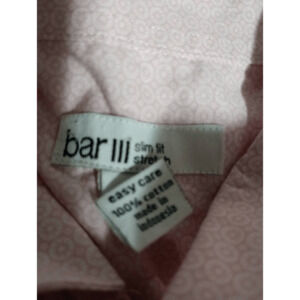 bar III
slim fit
stretch
easy care
100% cotton
made in
indonesia